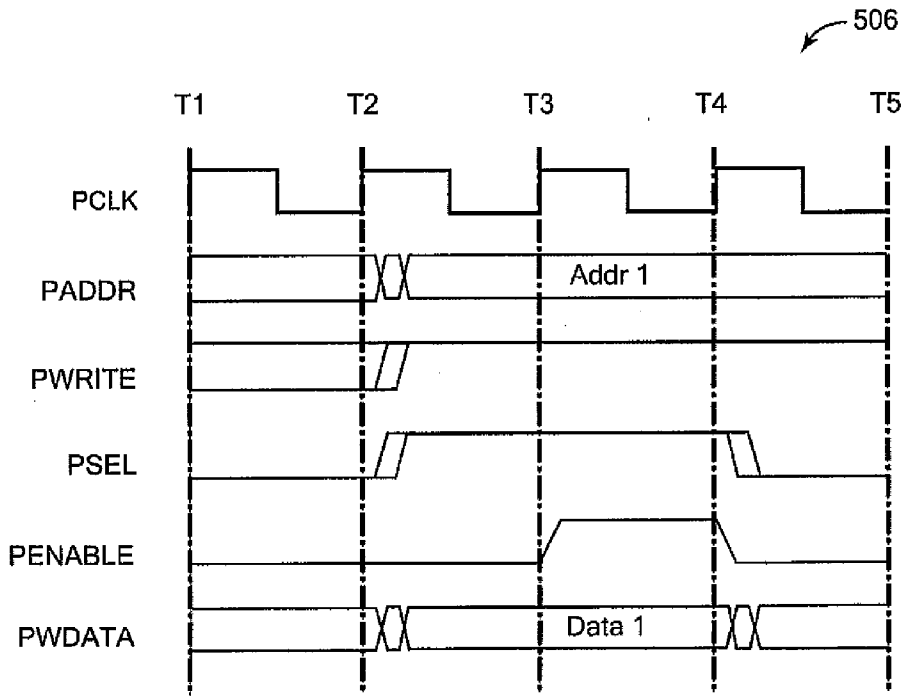 506
T1 T2 T3 T4 T5
PCLK
PADDR Addr 1
PWRITE
PSEL
PENABLE
PWDATA Data 1